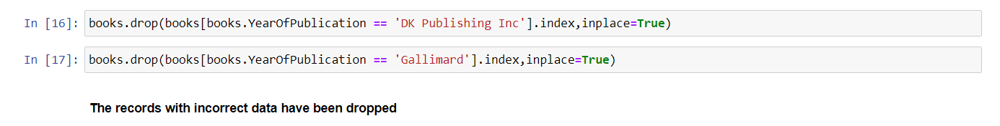 In [16]: books.drop(books[books.YearOfPublication == 'DK Publishing Inc'].index,inplace=True)
In [17]: books.drop(books[books.YearOfPublication == 'Gallimard'].index,inplace=True)
The records with incorrect data have been dropped